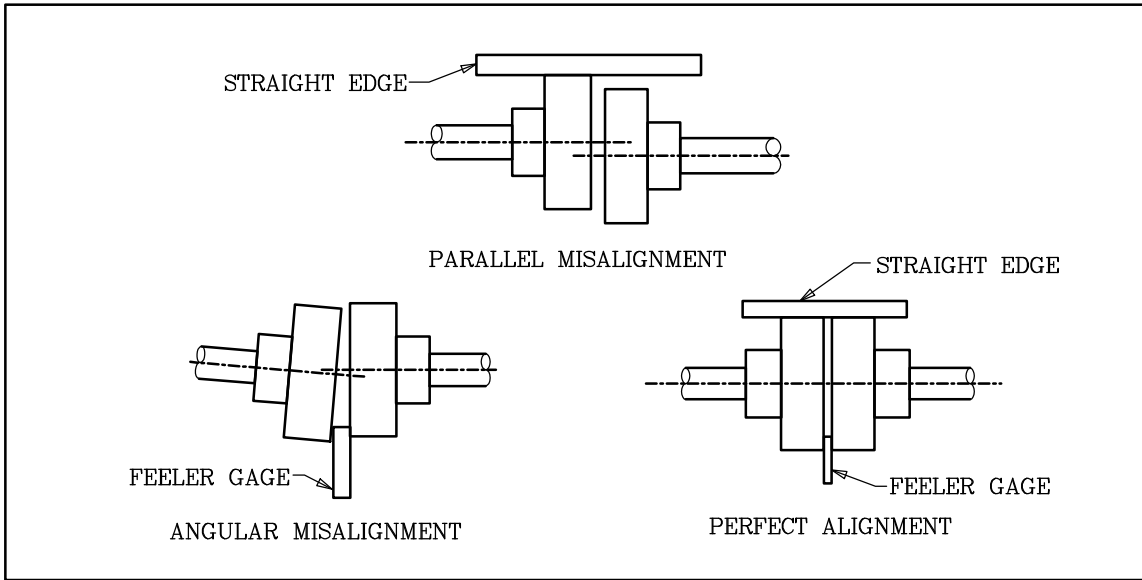 STRAIGHT EDGE
PARALLEL MISALIGNMENT
STRAIGHT EDGE
FEELER GAGE
FEELER GAGE
ANGULAR MISALIGNMENT
PERFECT ALIGNMENT